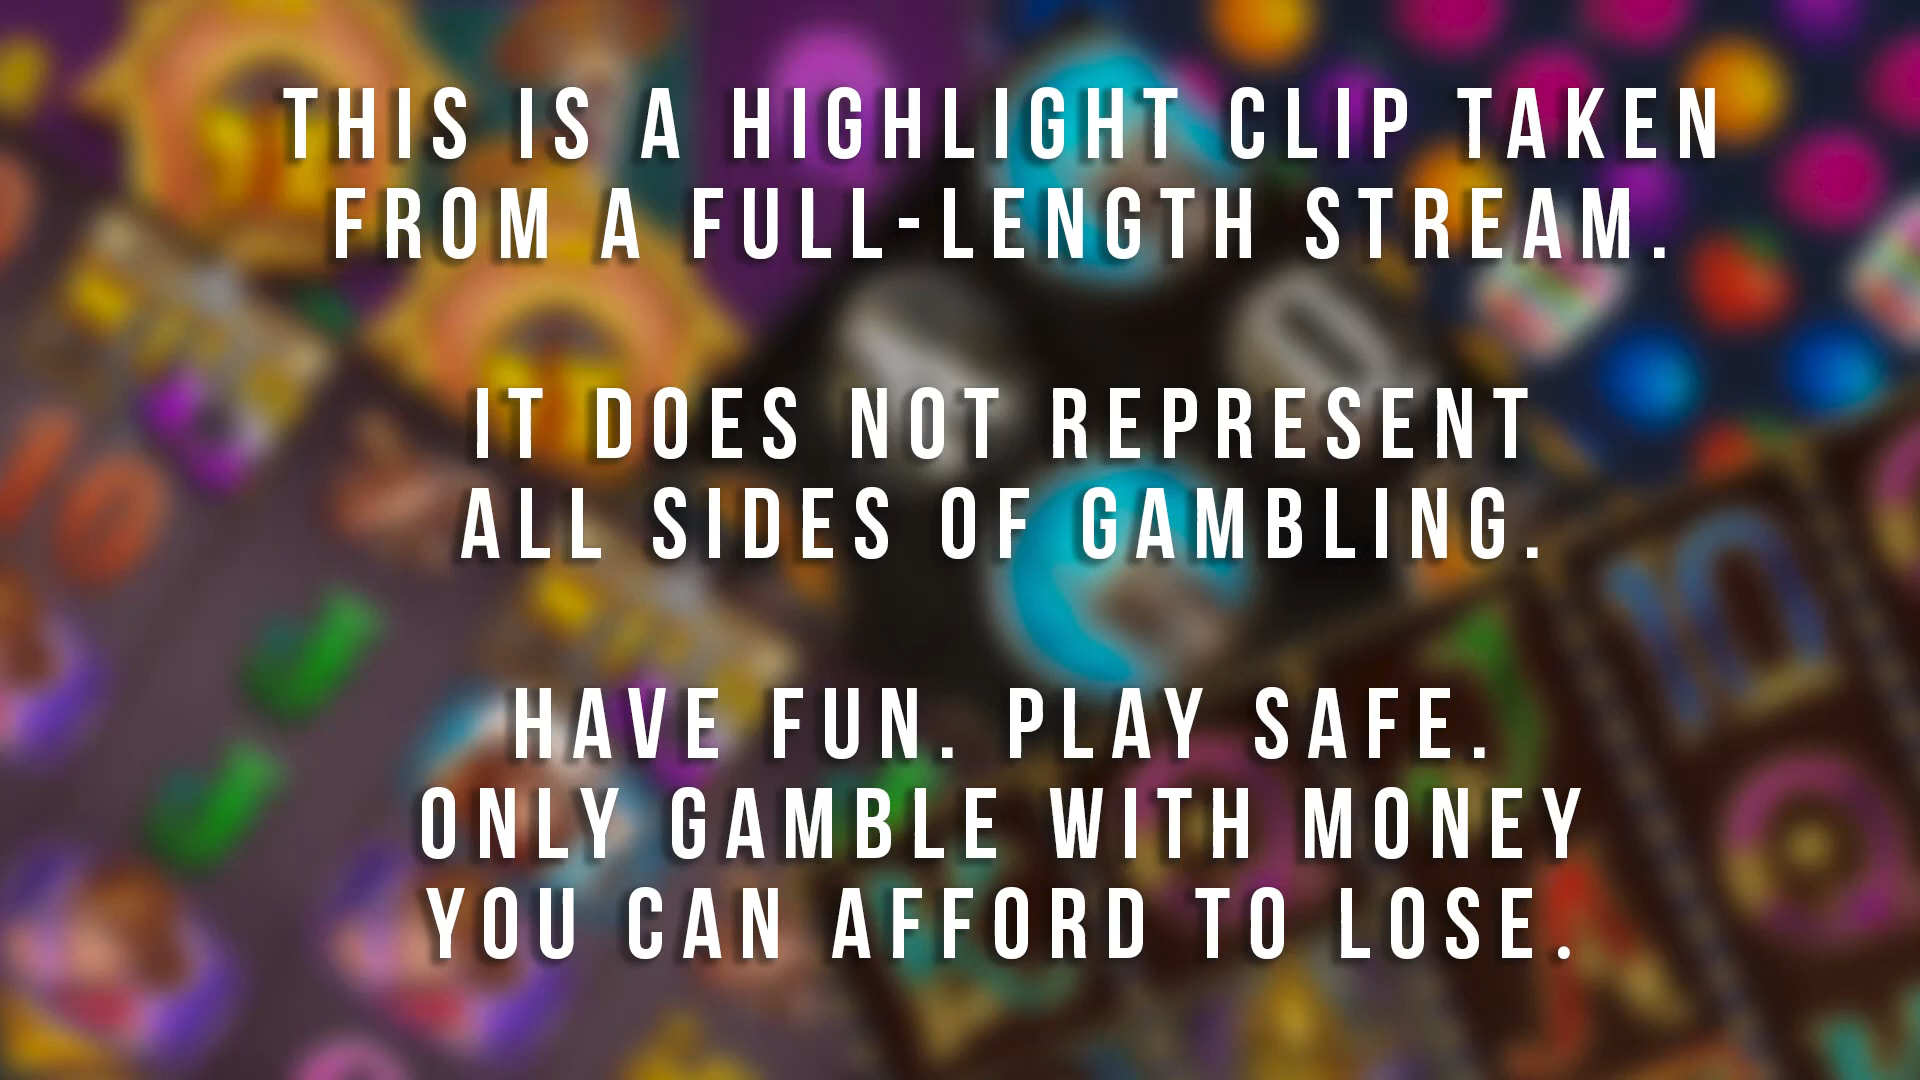 THIS IS A HIGHLIGHT CLIP TAKEN
FROM A FULL-LENGTH STREAM.
IT DOES NOT REPRESENT
ALL SIDES OF GAMBLING.
HAVE FUN. PLAY SAFE.
ONLY GAMBLE WITH MONEY
YOU CAN AFFORD TO LOSE.